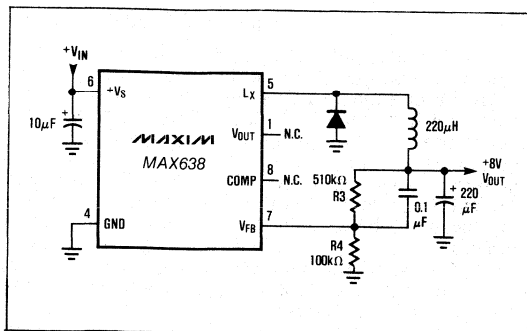 +VIN
6
+VS
10μF
+
MAXIM
MAX638
4
GND
LX
5
VOUT
1
N.C.
COMP
8
N.C.
VFB
7
220μH
510kΩ
R3
0.1
μF
+
220
μF
+8V
VOUT
R4
100kΩ